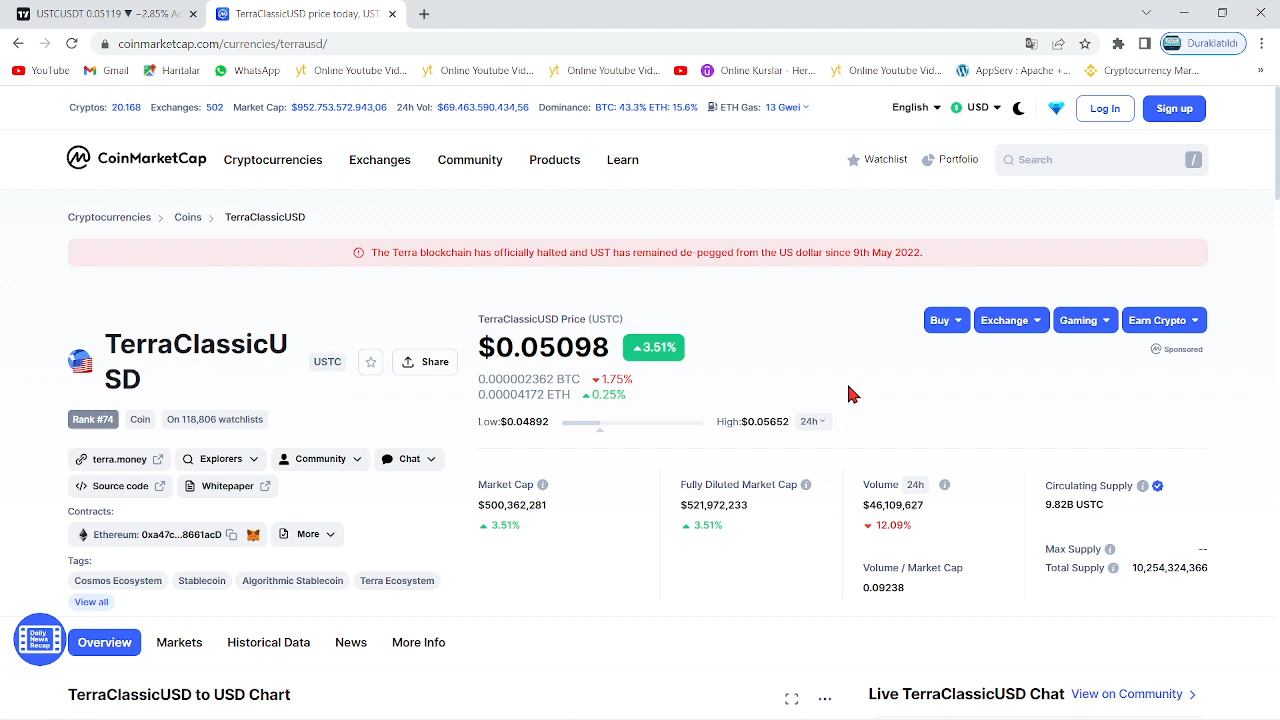 USTCUSDT 0.05119 ▼ −2.85%
TerraClassicUSD price today, UST
coinmarketcap.com/currencies/terrausd/
Duraklatıldı
YouTube
Gmail
Haritalar
WhatsApp
Online Youtube Vid...
Online Youtube Vid...
Online Youtube Vid...
Online Kurslar - Her...
Online Youtube Vid...
AppServ : Apache +...
Cryptocurrency Mar...
»
Cryptos: 20.168 Exchanges: 502 Market Cap: $952.753.572.943,06 24h Vol: $69.463.590.434,56 Dominance: BTC: 43.3% ETH: 15.6% ETH Gas: 13 Gwei
English
USD
Log In
Sign up
CoinMarketCap
Cryptocurrencies
Exchanges
Community
Products
Learn
Watchlist
Portfolio
Search
/
Cryptocurrencies > Coins > TerraClassicUSD
The Terra blockchain has officially halted and UST has remained de-pegged from the US dollar since 9th May 2022.
TerraClassicU
SD
USTC
Share
Rank #74
Coin
On 118,806 watchlists
terra.money
Explorers
Community
Chat
Source code
Whitepaper
Contracts:
Ethereum: 0xa47c...8661acD
More
Tags:
Cosmos Ecosystem
Stablecoin
Algorithmic Stablecoin
Terra Ecosystem
View all
TerraClassicUSD Price (USTC)
$0.05098
3.51%
0.000002362 BTC 1.75%
0.00004172 ETH 0.25%
Low:$0.04892
High:$0.05652
24h
Buy
Exchange
Gaming
Earn Crypto
Sponsored
Market Cap
$500,362,281
3.51%
Fully Diluted Market Cap
$521,972,233
3.51%
Volume 24h
$46,109,627
12.09%
Volume / Market Cap
0.09238
Circulating Supply
9.82B USTC
Max Supply
--
Total Supply
10,254,324,366
Daily
News
Recap
Overview
Markets
Historical Data
News
More Info
TerraClassicUSD to USD Chart
Live TerraClassicUSD Chat
View on Community